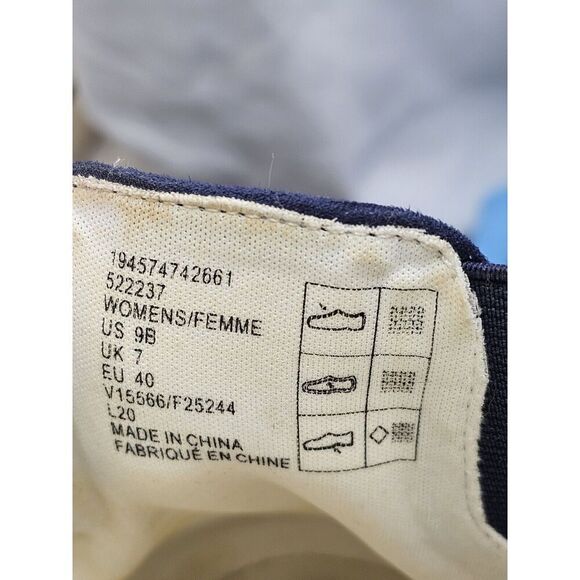 194574742661
522237
WOMENS/FEMME
US 9B
UK 7
EU 40
V15566/F25244
L20
MADE IN CHINA
FABRIQUÉ EN CHINE